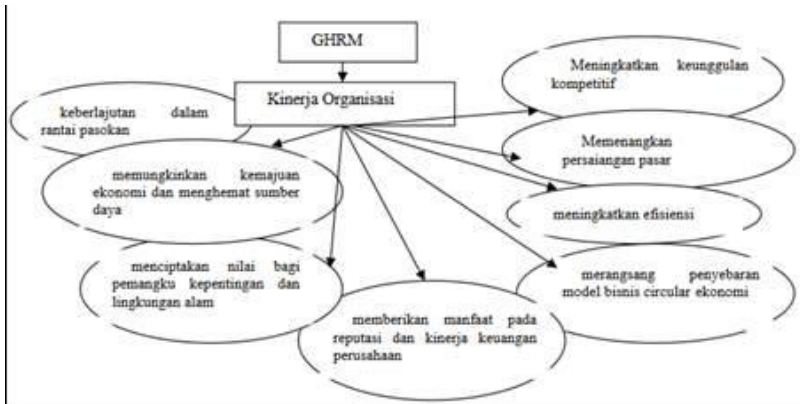 GHRM
Kinerja Organisasi
keberlajutan dalam
rantai pasokan
memungkinkan kemajuan
ekonomi dan menghemat sumber
daya
menciptakan nilai bagi
pemangku kepentingan dan
lingkungan alam
memberikan manfaat pada
reputasi dan kinerja keuangan
perusahaan
Meningkatkan keunggulan
kompetitif
Memenangkan
persaiangan pasar
meningkatkan efisiensi
merangsang penyebaran
model bisnis circular ekonomi